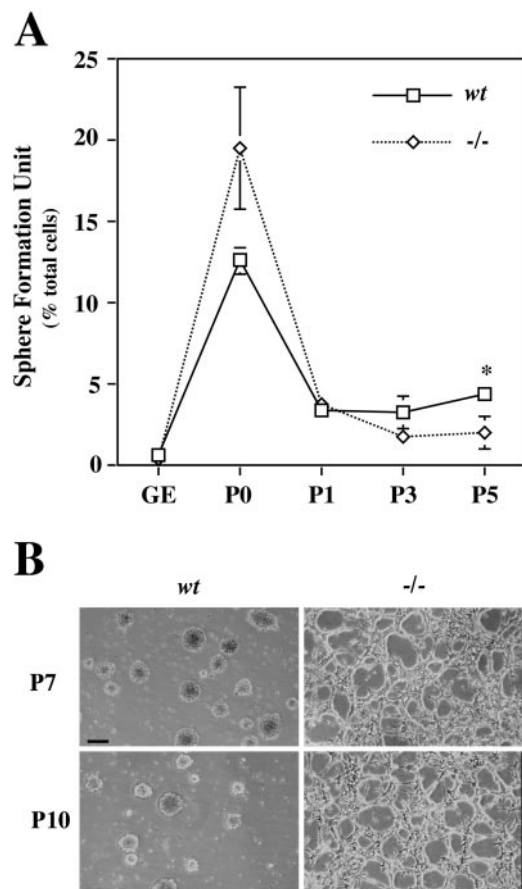 A
25
20
15
10
5
0
Sphere Formation Unit
(% total cells)
wt
-/-
*
GE P0 P1 P3 P5
B
wt -/-
P7
P10